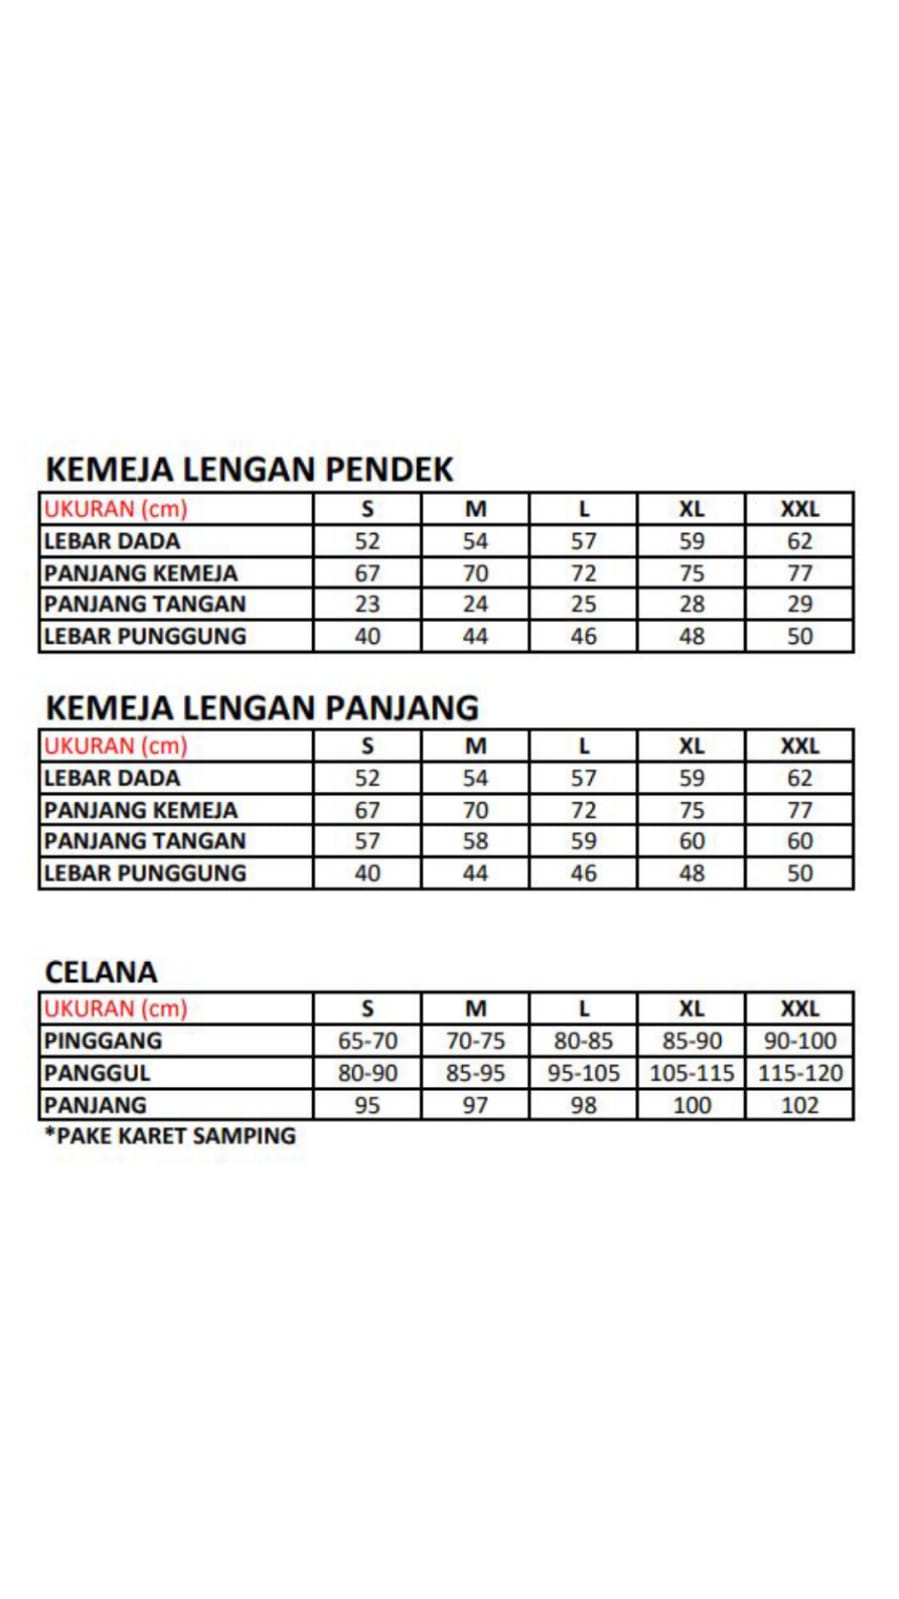 KEMEJA LENGAN PENDEK
UKURAN (cm) S M L XL XXL
LEBAR DADA 52 54 57 59 62
PANJANG KEMEJA 67 70 72 75 77
PANJANG TANGAN 23 24 25 28 29
LEBAR PUNGGUNG 40 44 46 48 50
KEMEJA LENGAN PANJANG
UKURAN (cm) S M L XL XXL
LEBAR DADA 52 54 57 59 62
PANJANG KEMEJA 67 70 72 75 77
PANJANG TANGAN 57 58 59 60 60
LEBAR PUNGGUNG 40 44 46 48 50
CELANA
UKURAN (cm) S M L XL XXL
PINGGANG 65-70 70-75 80-85 85-90 90-100
PANGGUL 80-90 85-95 95-105 105-115 115-120
PANJANG 95 97 98 100 102
*PAKE KARET SAMPING